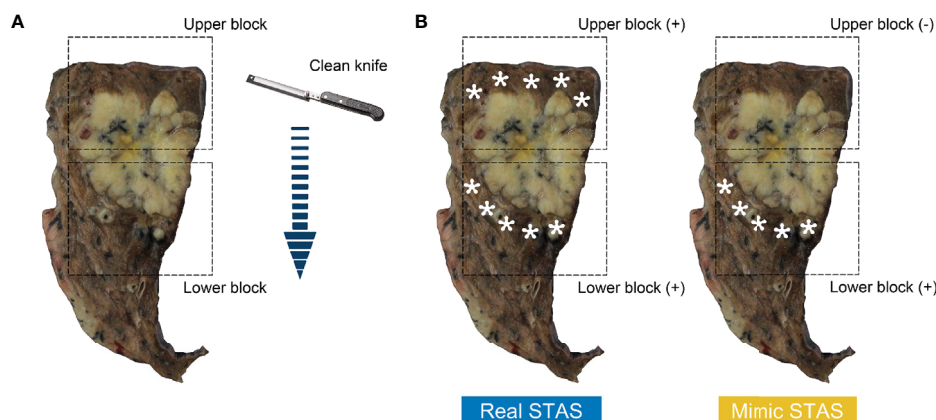 A
Upper block
Clean knife
Lower block
B
Upper block (+)
Lower block (+)
Real STAS
Upper block (-)
Lower block (+)
Mimic STAS